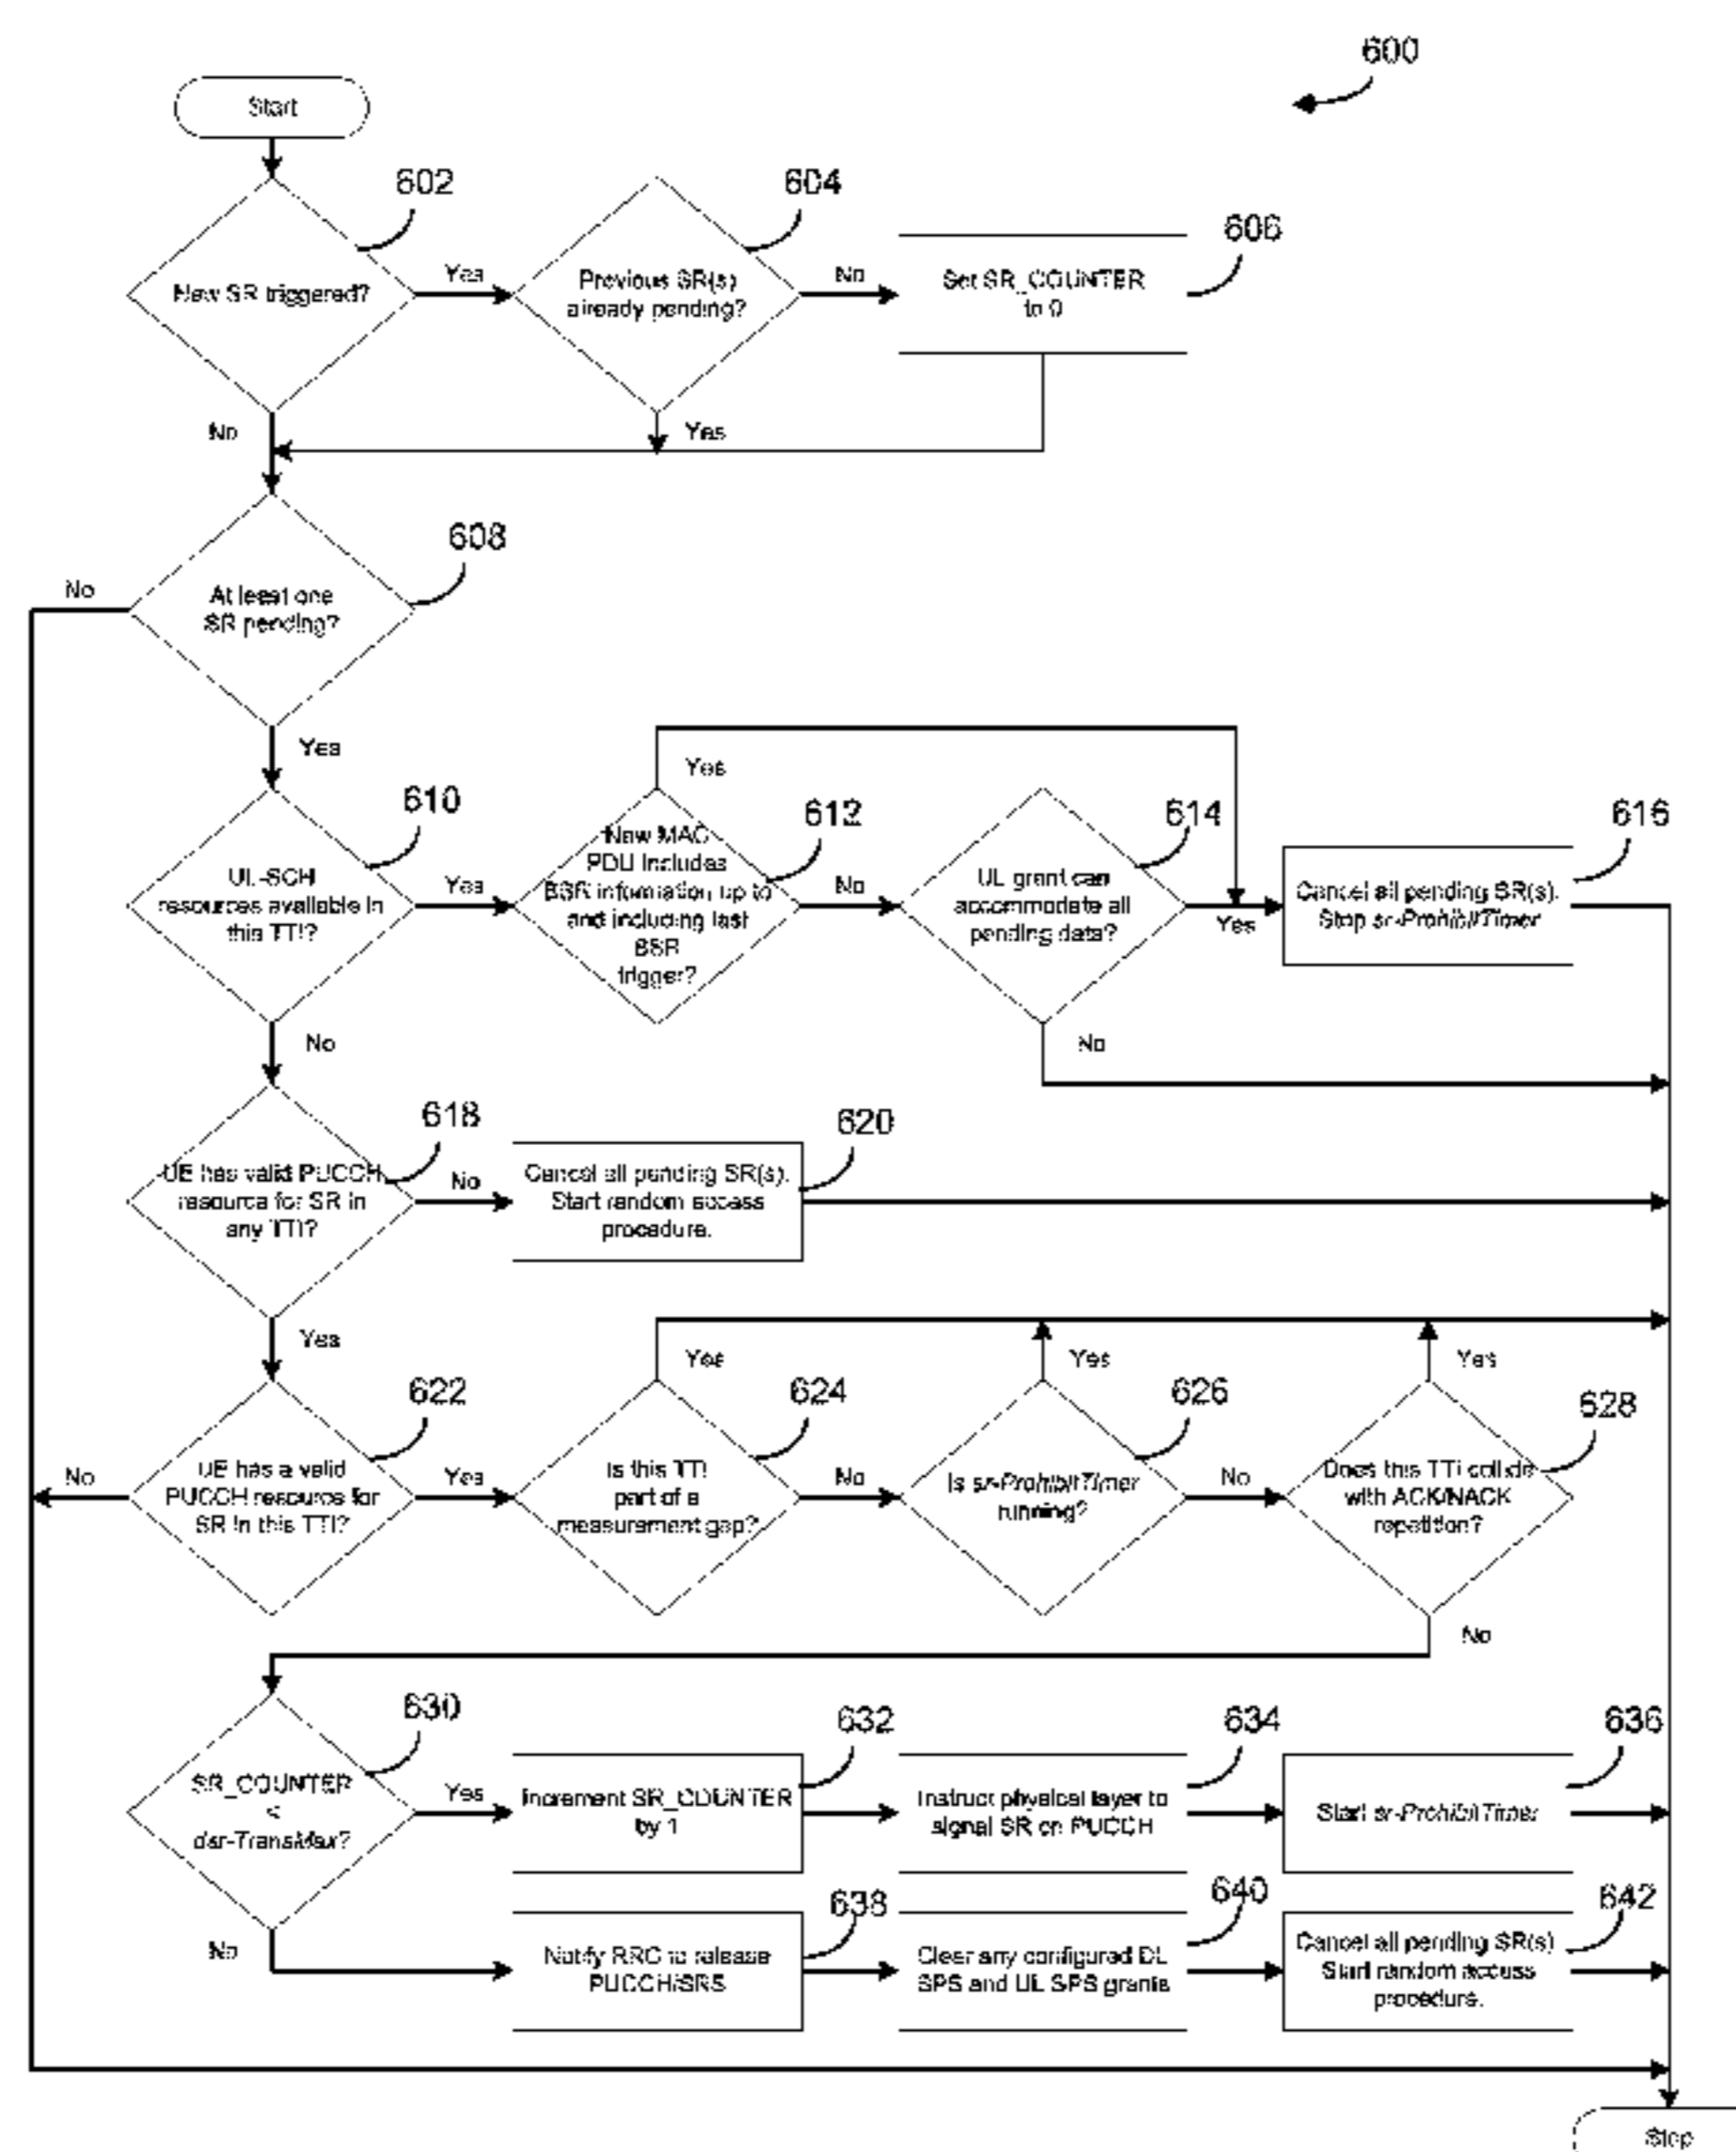 600
Start
602
604
606
New SR triggered?
Yes
Previous SR(s)
already pending?
No
Set SR_COUNTER
to 0
No
Yes
608
No
At least one
SR pending?
Yes
Yes
610
612
614
616
UL-SCH
resources available in
this TTI?
Yes
New MAC
PDU includes
BSR information up to
and including last
BSR
trigger?
No
UL grant can
accommodate all
pending data?
Yes
Cancel all pending SR(s).
Stop sr-ProhibitTimer
No
No
618
620
UE has valid PUCCH
resource for SR in
any TTI?
No
Cancel all pending SR(s).
Start random access
procedure.
Yes
Yes
Yes
Yes
622
624
626
628
No
UE has a valid
PUCCH resource for
SR in this TTI?
Yes
Is this TTI
part of a
measurement gap?
No
Is sr-ProhibitTimer
running?
No
Does this TTI collide
with ACK/NACK
repetition?
No
630
632
634
636
SR_COUNTER
<
dsr-TransMax?
Yes
Increment SR_COUNTER
by 1
Instruct physical layer to
signal SR on PUCCH
Start sr-ProhibitTimer
638
640
642
No
Notify RRC to release
PUCCH/SRS
Clear any configured DL
SPS and UL SPS grants
Cancel all pending SR(s)
Start random access
procedure.
Stop